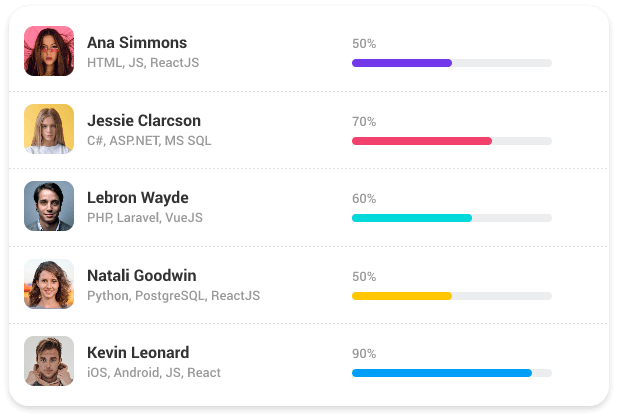 Ana Simmons
HTML, JS, ReactJS
50%
Jessie Clarcson
C#, ASP.NET, MS SQL
70%
Lebron Wayde
PHP, Laravel, VueJS
60%
Natali Goodwin
Python, PostgreSQL, ReactJS
50%
Kevin Leonard
iOS, Android, JS, React
90%